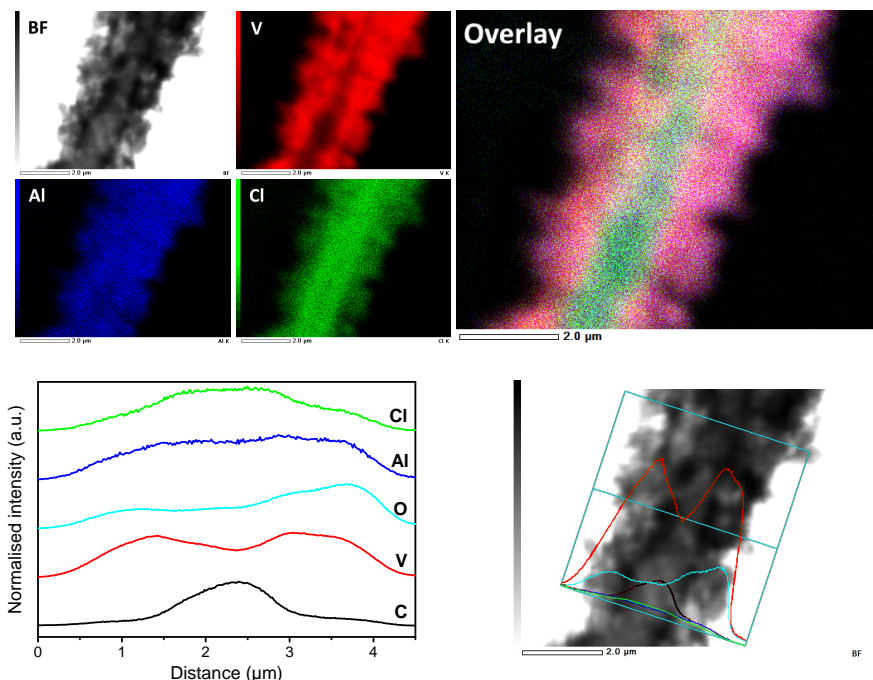 BF
V
Overlay
2.0 µm
BF
2.0 µm
V K
Al
Cl
2.0 µm
Al K
2.0 µm
Cl K
2.0 µm
Normalised intensity (a.u.)
Cl
Al
O
V
C
0
1
2
3
4
Distance (µm)
2.0 µm
BF